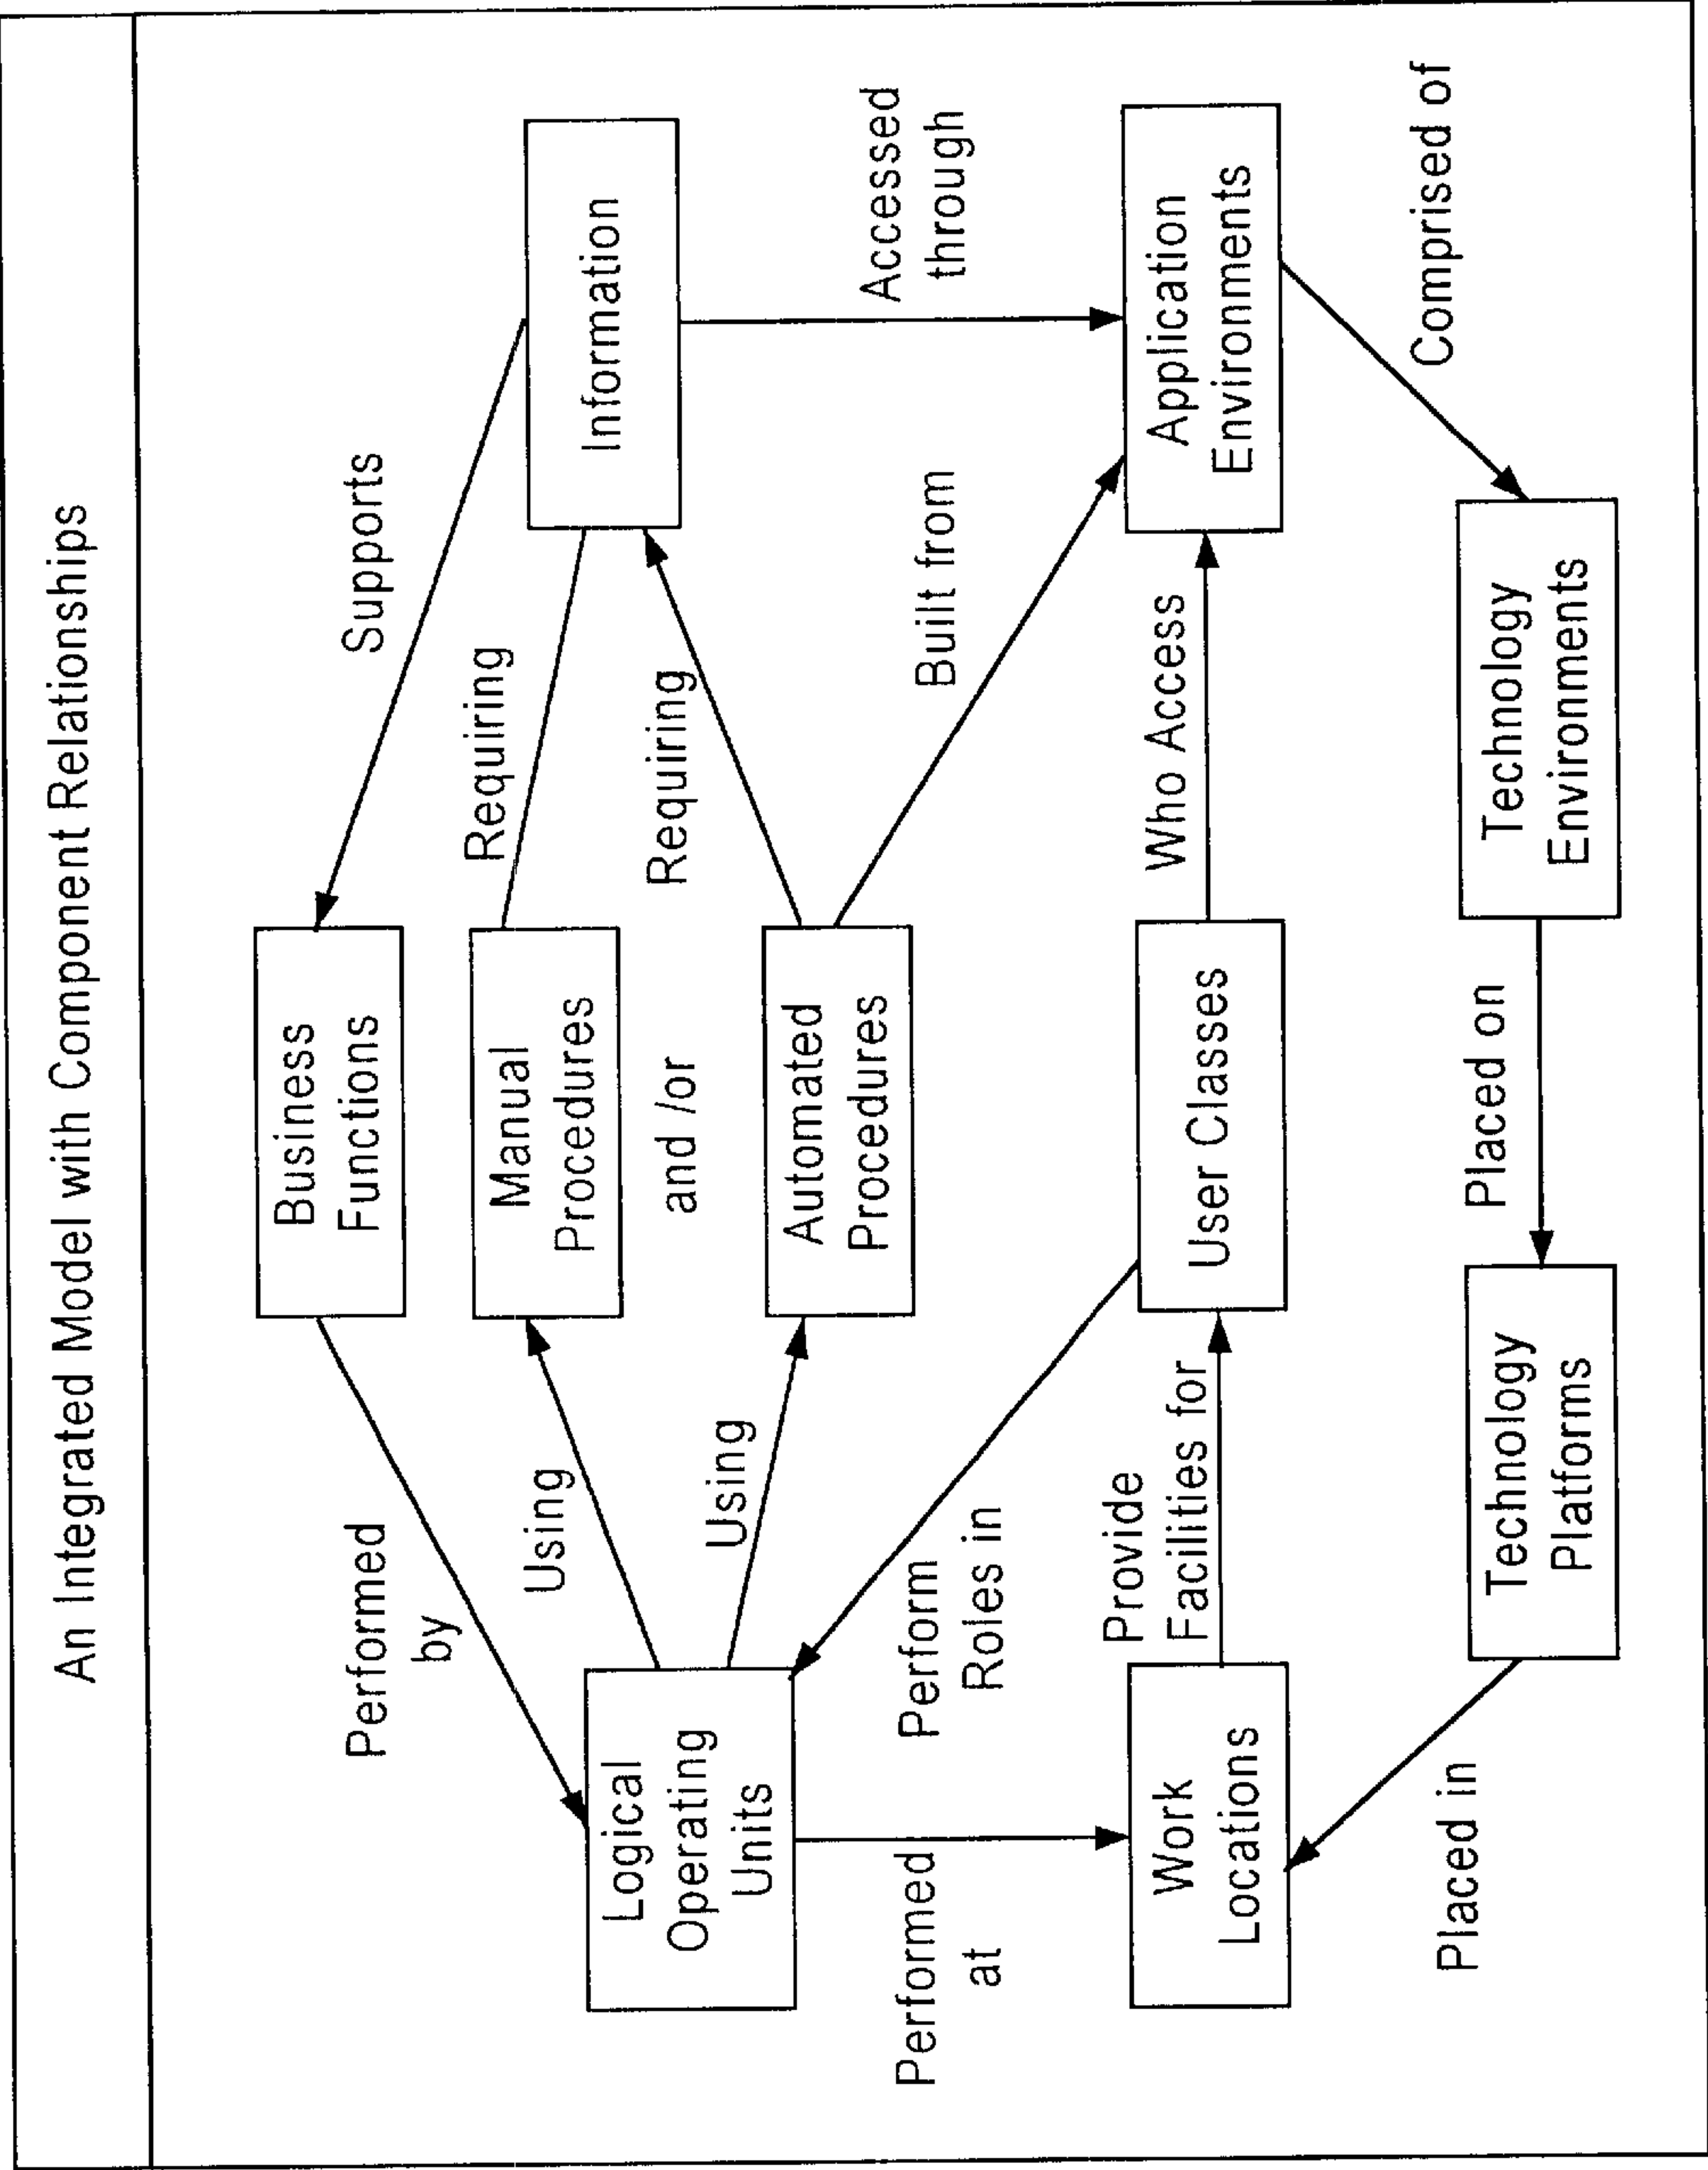 An Integrated Model with Component Relationships
Business
Functions
Supports
Performed
by
Manual
Procedures
Requiring
Information
Using
and /or
Requiring
Logical
Operating
Units
Using
Automated
Procedures
Accessed
through
Built from
Perform
Roles in
Performed
at
Provide
Facilities for
Who Access
Work
Locations
User Classes
Application
Environments
Placed in
Technology
Platforms
Placed on
Technology
Environments
Comprised of